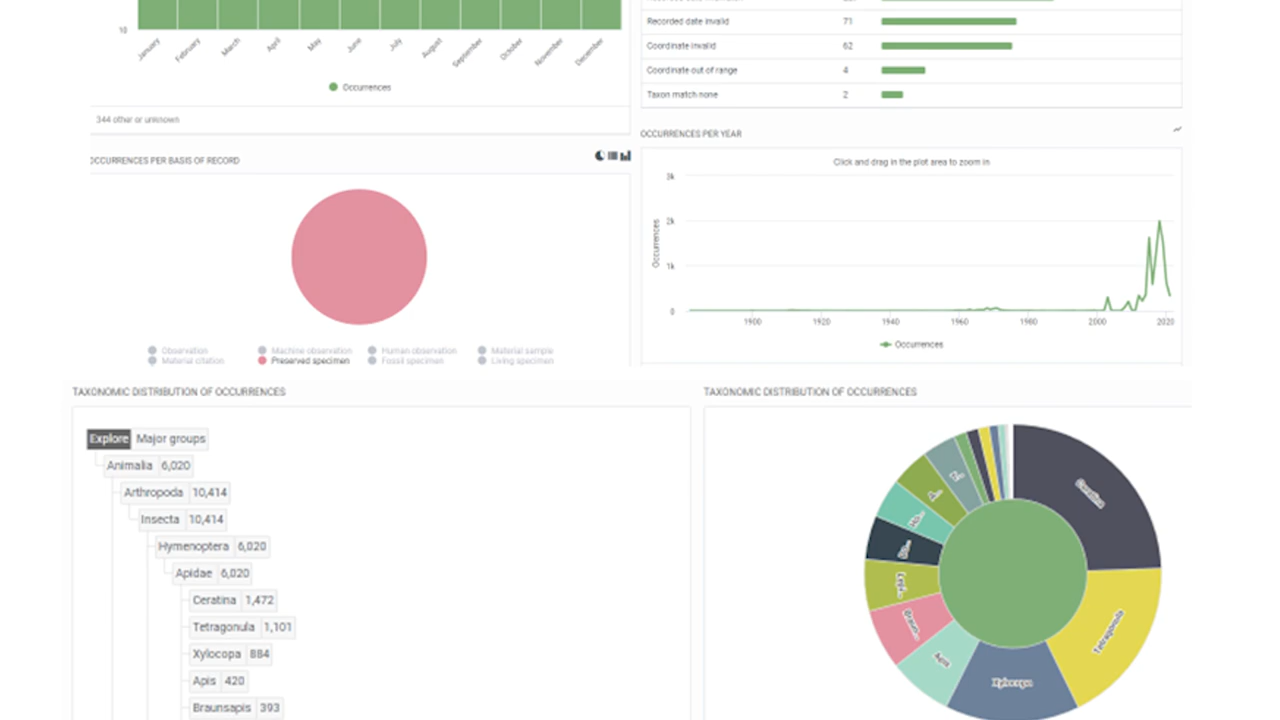 10
January February March April May June July August September October November December
Occurrences
344 other or unknown
OCCURRENCES PER BASIS OF RECORD
Observation Machine observation Human observation Material sample
Material citation Preserved specimen Fossil specimen Living specimen
Recorded date invalid 71
Coordinate invalid 62
Coordinate out of range 4
Taxon match none 2
OCCURRENCES PER YEAR
Click and drag in the plot area to zoom in
3k
2k
1k
0
Occurrences
1900 1920 1940 1960 1980 2000 2020
Occurrences
TAXONOMIC DISTRIBUTION OF OCCURRENCES
Explore Major groups
Animalia 6,020
Arthropoda 10,414
Insecta 10,414
Hymenoptera 6,020
Apidae 6,020
Ceratina 1,472
Tetragonula 1,101
Xylocopa 884
Apis 420
Braunsapis 393
TAXONOMIC DISTRIBUTION OF OCCURRENCES
Ceratina
Tetragonula
Xylocopa
Apis
Braun...